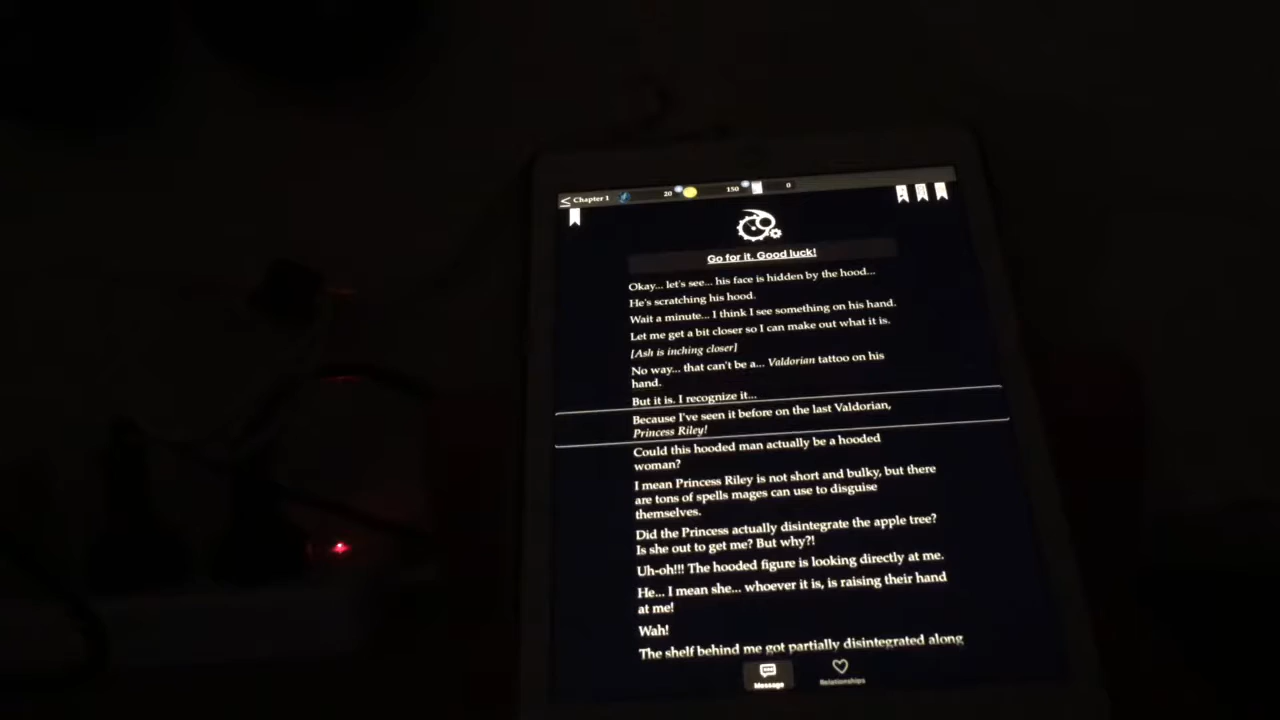 < Chapter 1
20
150
0
Go for it. Good luck!
Okay... let's see... his face is hidden by the hood...
He's scratching his hood.
Wait a minute... I think I see something on his hand.
Let me get a bit closer so I can make out what it is.
[Ash is inching closer]
No way... that can't be a... Valdorian tattoo on his
hand.
But it is. I recognize it...
Because I've seen it before on the last Valdorian,
Princess Riley!
Could this hooded man actually be a hooded
woman?
I mean Princess Riley is not short and bulky, but there
are tons of spells mages can use to disguise
themselves.
Did the Princess actually disintegrate the apple tree?
Is she out to get me? But why?!
Uh-oh!!! The hooded figure is looking directly at me.
He... I mean she... whoever it is, is raising their hand
at me!
Wah!
The shelf behind me got partially disintegrated along
Message
Relationships